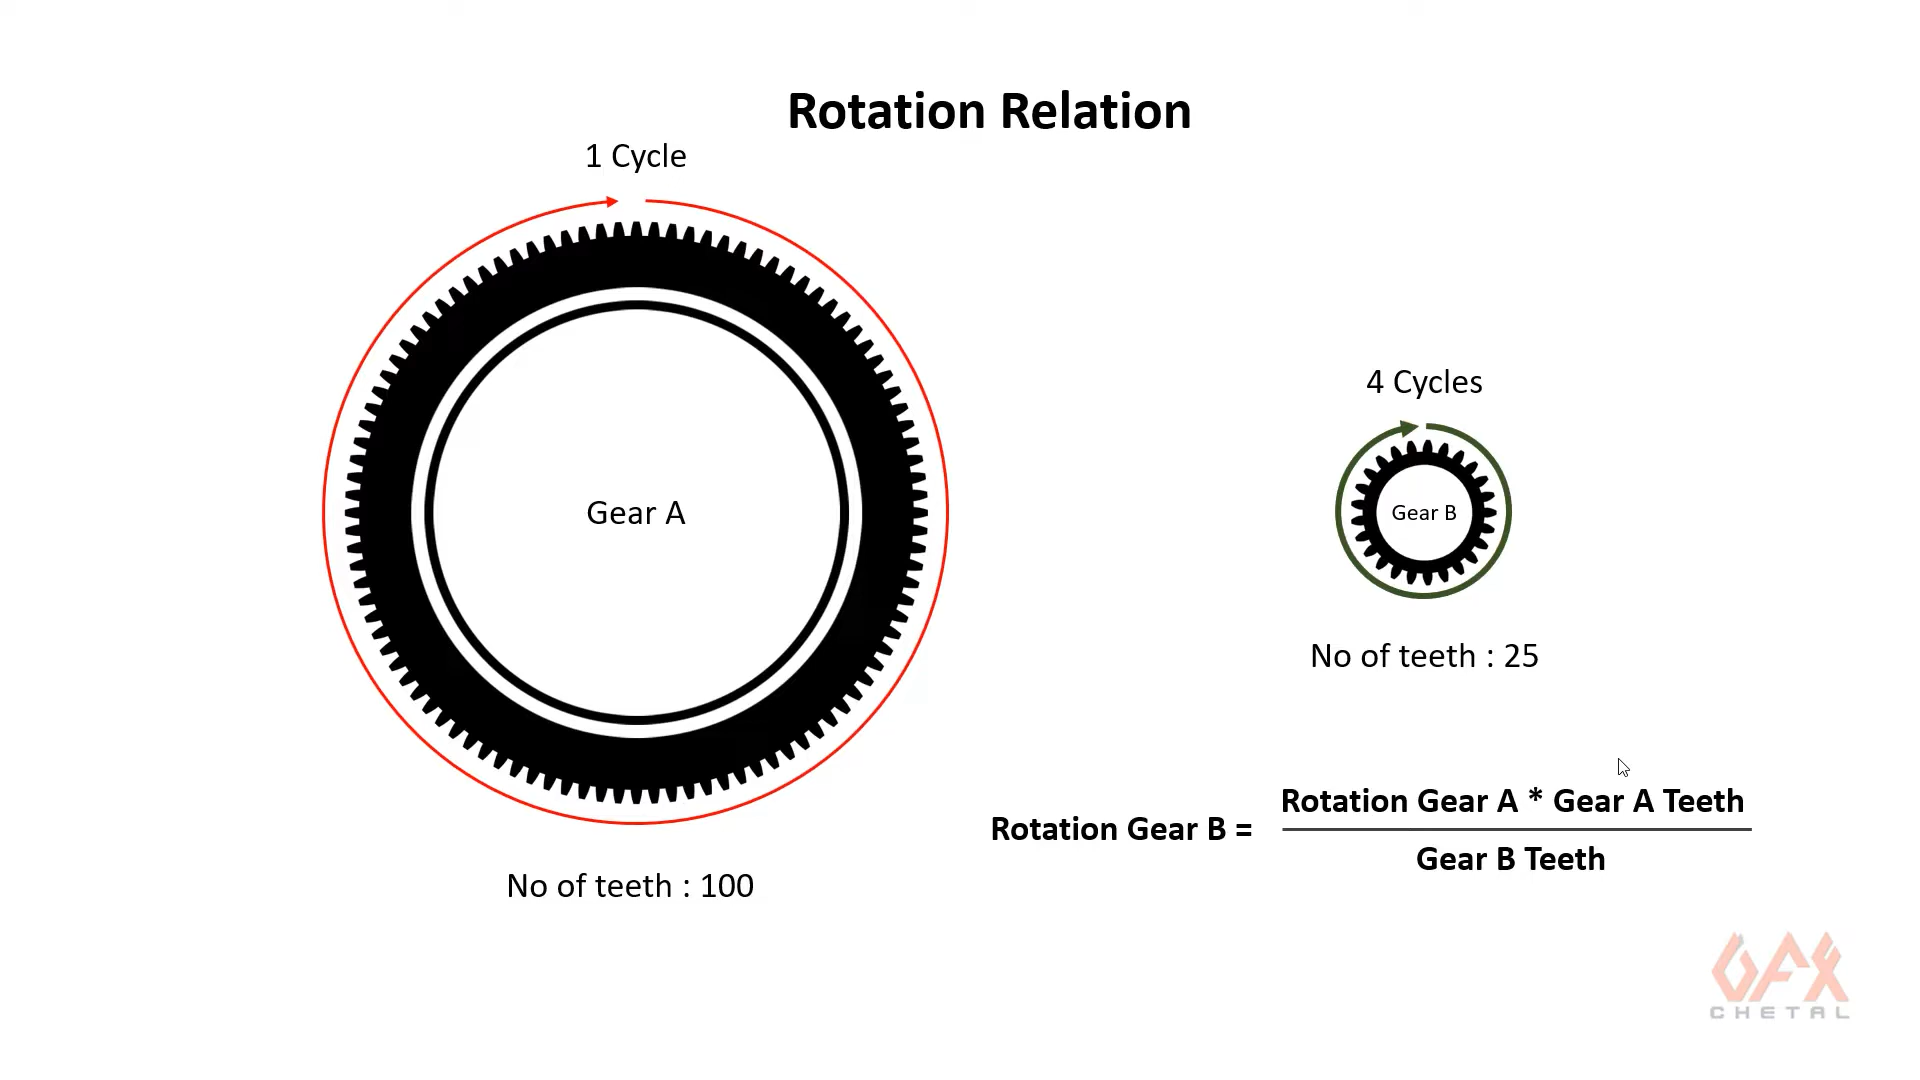 Rotation Relation
1 Cycle
4 Cycles
Gear A
Gear B
No of teeth : 25
Rotation Gear B =
Rotation Gear A * Gear A Teeth
Gear B Teeth
No of teeth : 100
GFX
CHETAL